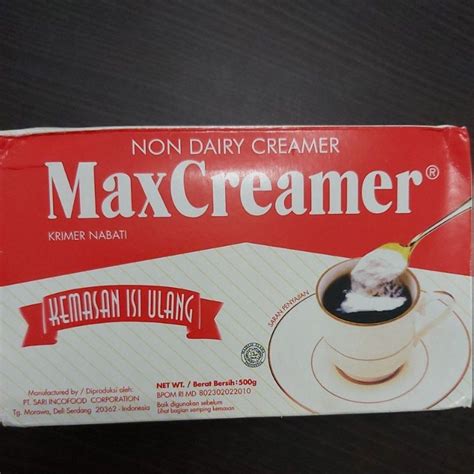 NON DAIRY CREAMER
MaxCreamer®
KRIMER NABATI
KEMASAN ISI ULANG
SARAN PENYAJIAN
Manufactured by / Diproduksi oleh:
PT. SARI INCOFOOD CORPORATION
Tg. Morawa, Deli Serdang 20362 - Indonesia
NET WT. / Berat Bersih : 500g
BPOM RI MD 802302022010
Baik digunakan sebelum
Lihat bagian samping kemasan